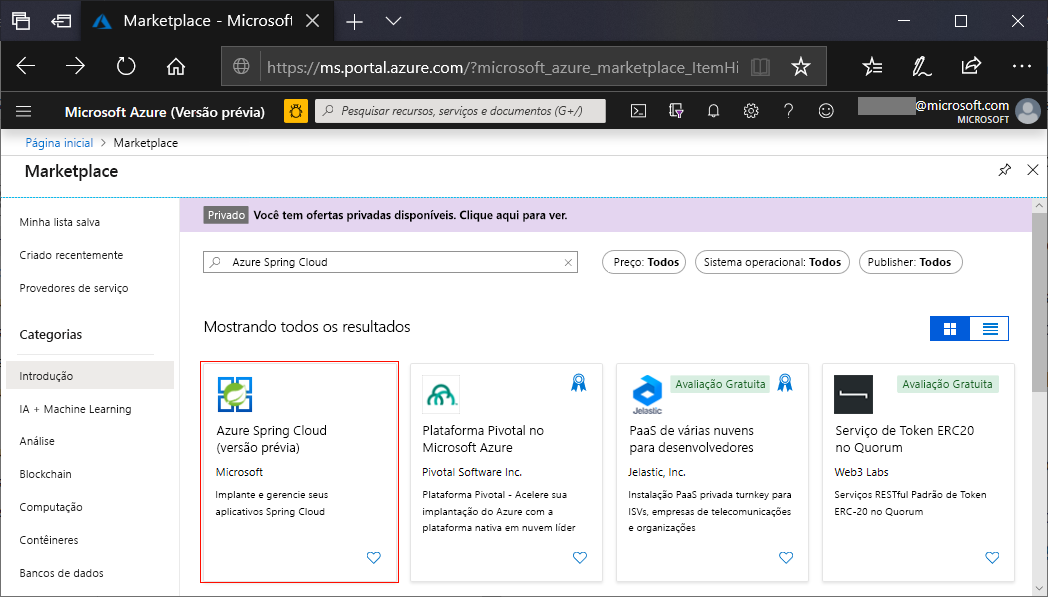 Marketplace - Microsoft
https://ms.portal.azure.com/?microsoft_azure_marketplace_ItemHi
Microsoft Azure (Versão prévia)
Pesquisar recursos, serviços e documentos (G+/)
@microsoft.com
MICROSOFT
Página inicial > Marketplace
Marketplace
Minha lista salva
Criado recentemente
Provedores de serviço
Categorias
Introdução
IA + Machine Learning
Análise
Blockchain
Computação
Contêineres
Bancos de dados
Privado Você tem ofertas privadas disponíveis. Clique aqui para ver.
Azure Spring Cloud
Preço: Todos
Sistema operacional: Todos
Publisher: Todos
Mostrando todos os resultados
Azure Spring Cloud
(versão prévia)
Microsoft
Implante e gerencie seus
aplicativos Spring Cloud
Plataforma Pivotal no
Microsoft Azure
Pivotal Software Inc.
Plataforma Pivotal - Acelere sua
implantação do Azure com a
plataforma nativa em nuvem líder
Jelastic
Avaliação Gratuita
PaaS de várias nuvens
para desenvolvedores
Jelastic, Inc.
Instalação PaaS privada turnkey para
ISVs, empresas de telecomunicações
e organizações
Avaliação Gratuita
Serviço de Token ERC20
no Quorum
Web3 Labs
Serviços RESTful Padrão de Token
ERC-20 no Quorum